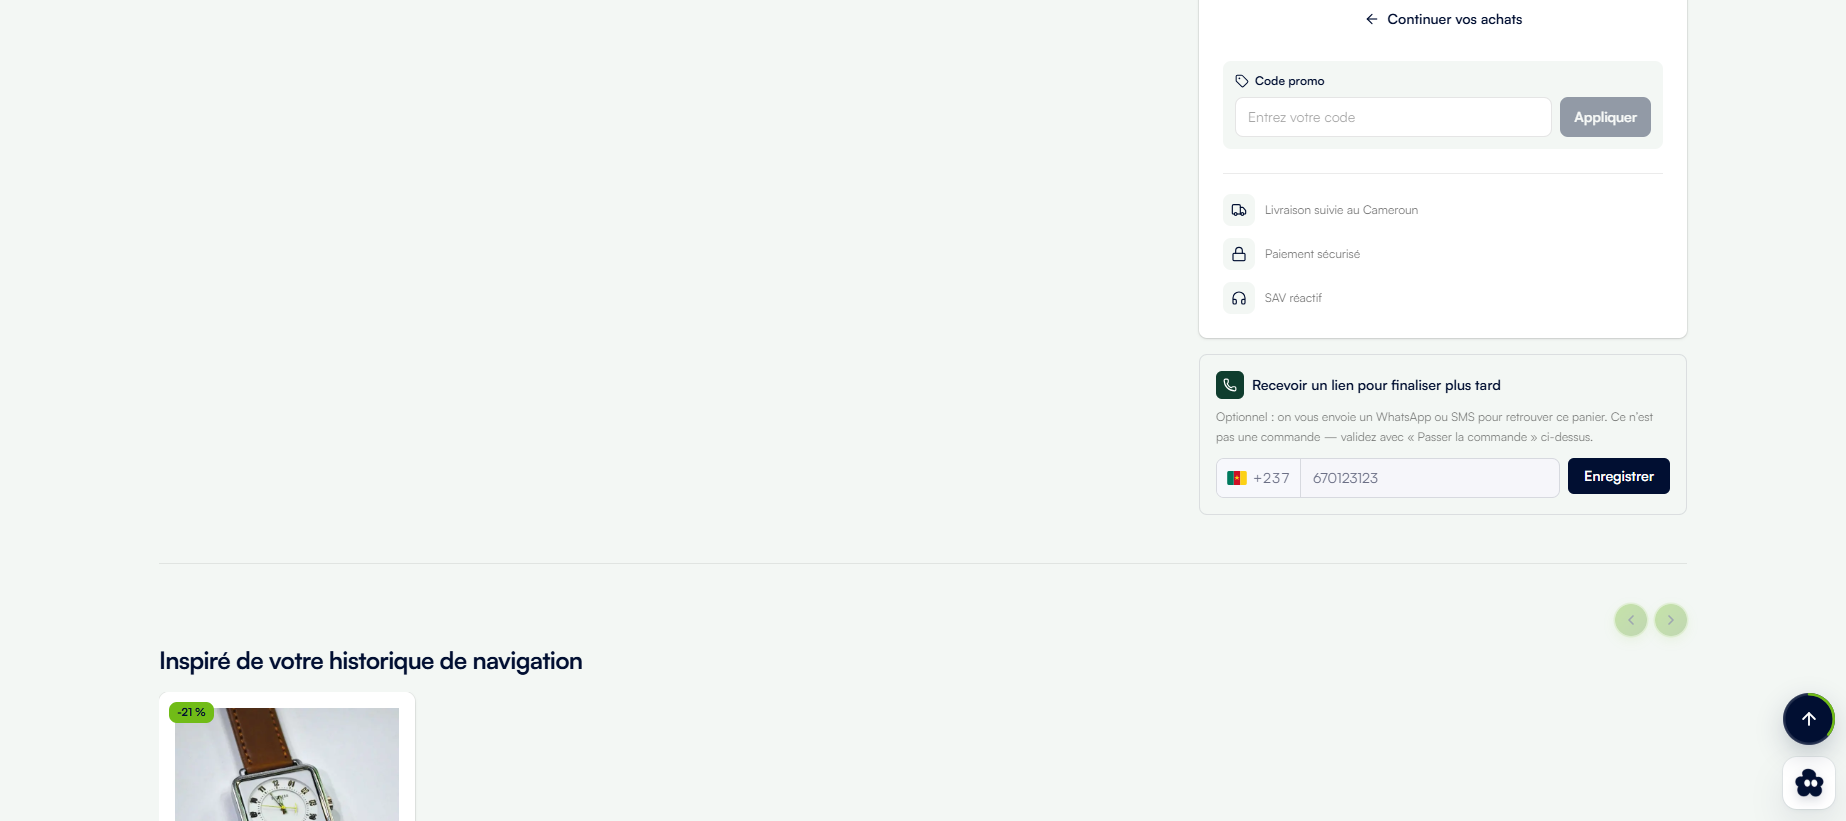 Continuer vos achats
Code promo
Entrez votre code
Appliquer
Livraison suivie au Cameroun
Paiement sécurisé
SAV réactif
Recevoir un lien pour finaliser plus tard
Optionnel : on vous envoie un WhatsApp ou SMS pour retrouver ce panier. Ce n'est
pas une commande — validez avec « Passer la commande » ci-dessus.
+237
670123123
Enregistrer
Inspiré de votre historique de navigation
-21 %